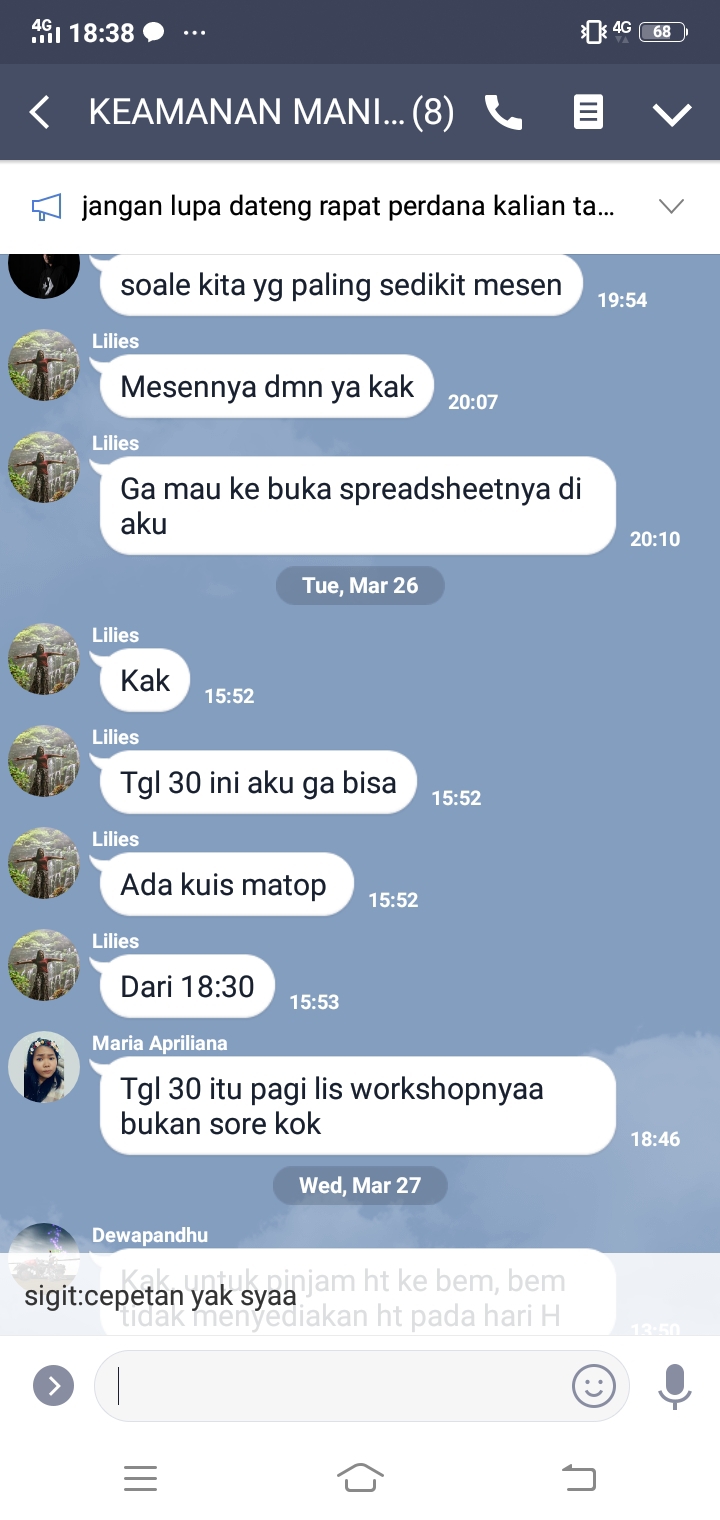 4G 18:38 ... 4G 68
KEAMANAN MANI... (8)
jangan lupa dateng rapat perdana kalian ta...
soale kita yg paling sedikit mesen
19:54
Lilies
Mesennya dmn ya kak
20:07
Lilies
Ga mau ke buka spreadsheetnya di
aku
20:10
Tue, Mar 26
Lilies
Kak
15:52
Lilies
Tgl 30 ini aku ga bisa
15:52
Lilies
Ada kuis matop
15:52
Lilies
Dari 18:30
15:53
Maria Apriliana
Tgl 30 itu pagi lis workshopnyaa
bukan sore kok
18:46
Wed, Mar 27
Dewapandhu
Kak, untuk pinjam ht ke bem, bem
tidak menyediakan ht pada hari H
13:50
sigit:cepetan yak syaa